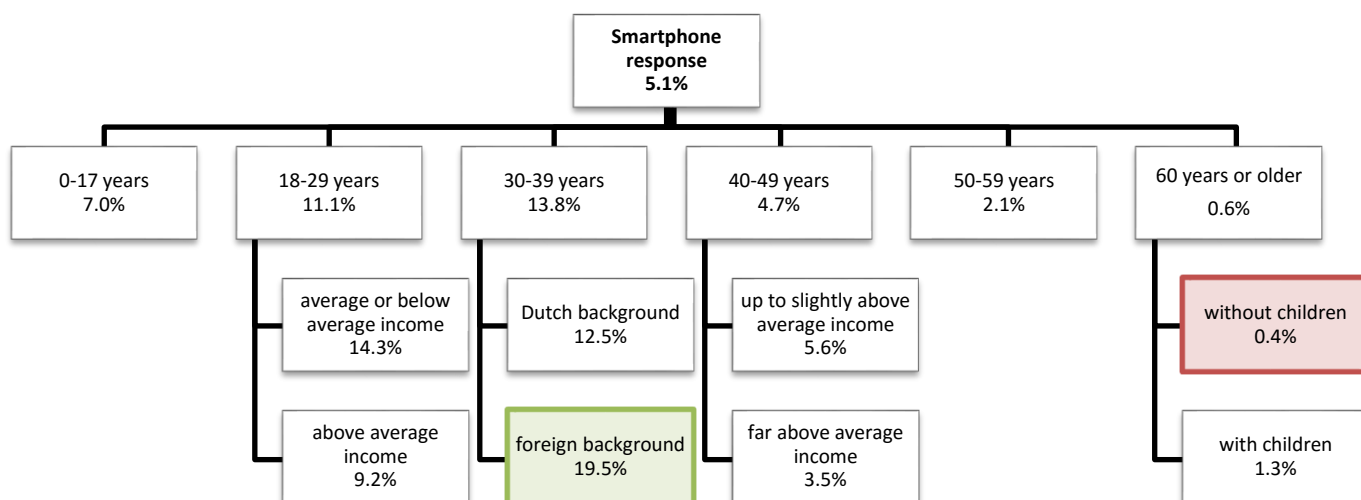 Smartphone
response
5.1%
0-17 years
7.0%
18-29 years
11.1%
30-39 years
13.8%
40-49 years
4.7%
50-59 years
2.1%
60 years or older
0.6%
average or below
average income
14.3%
Dutch background
12.5%
up to slightly above
average income
5.6%
without children
0.4%
above average
income
9.2%
foreign background
19.5%
far above average
income
3.5%
with children
1.3%